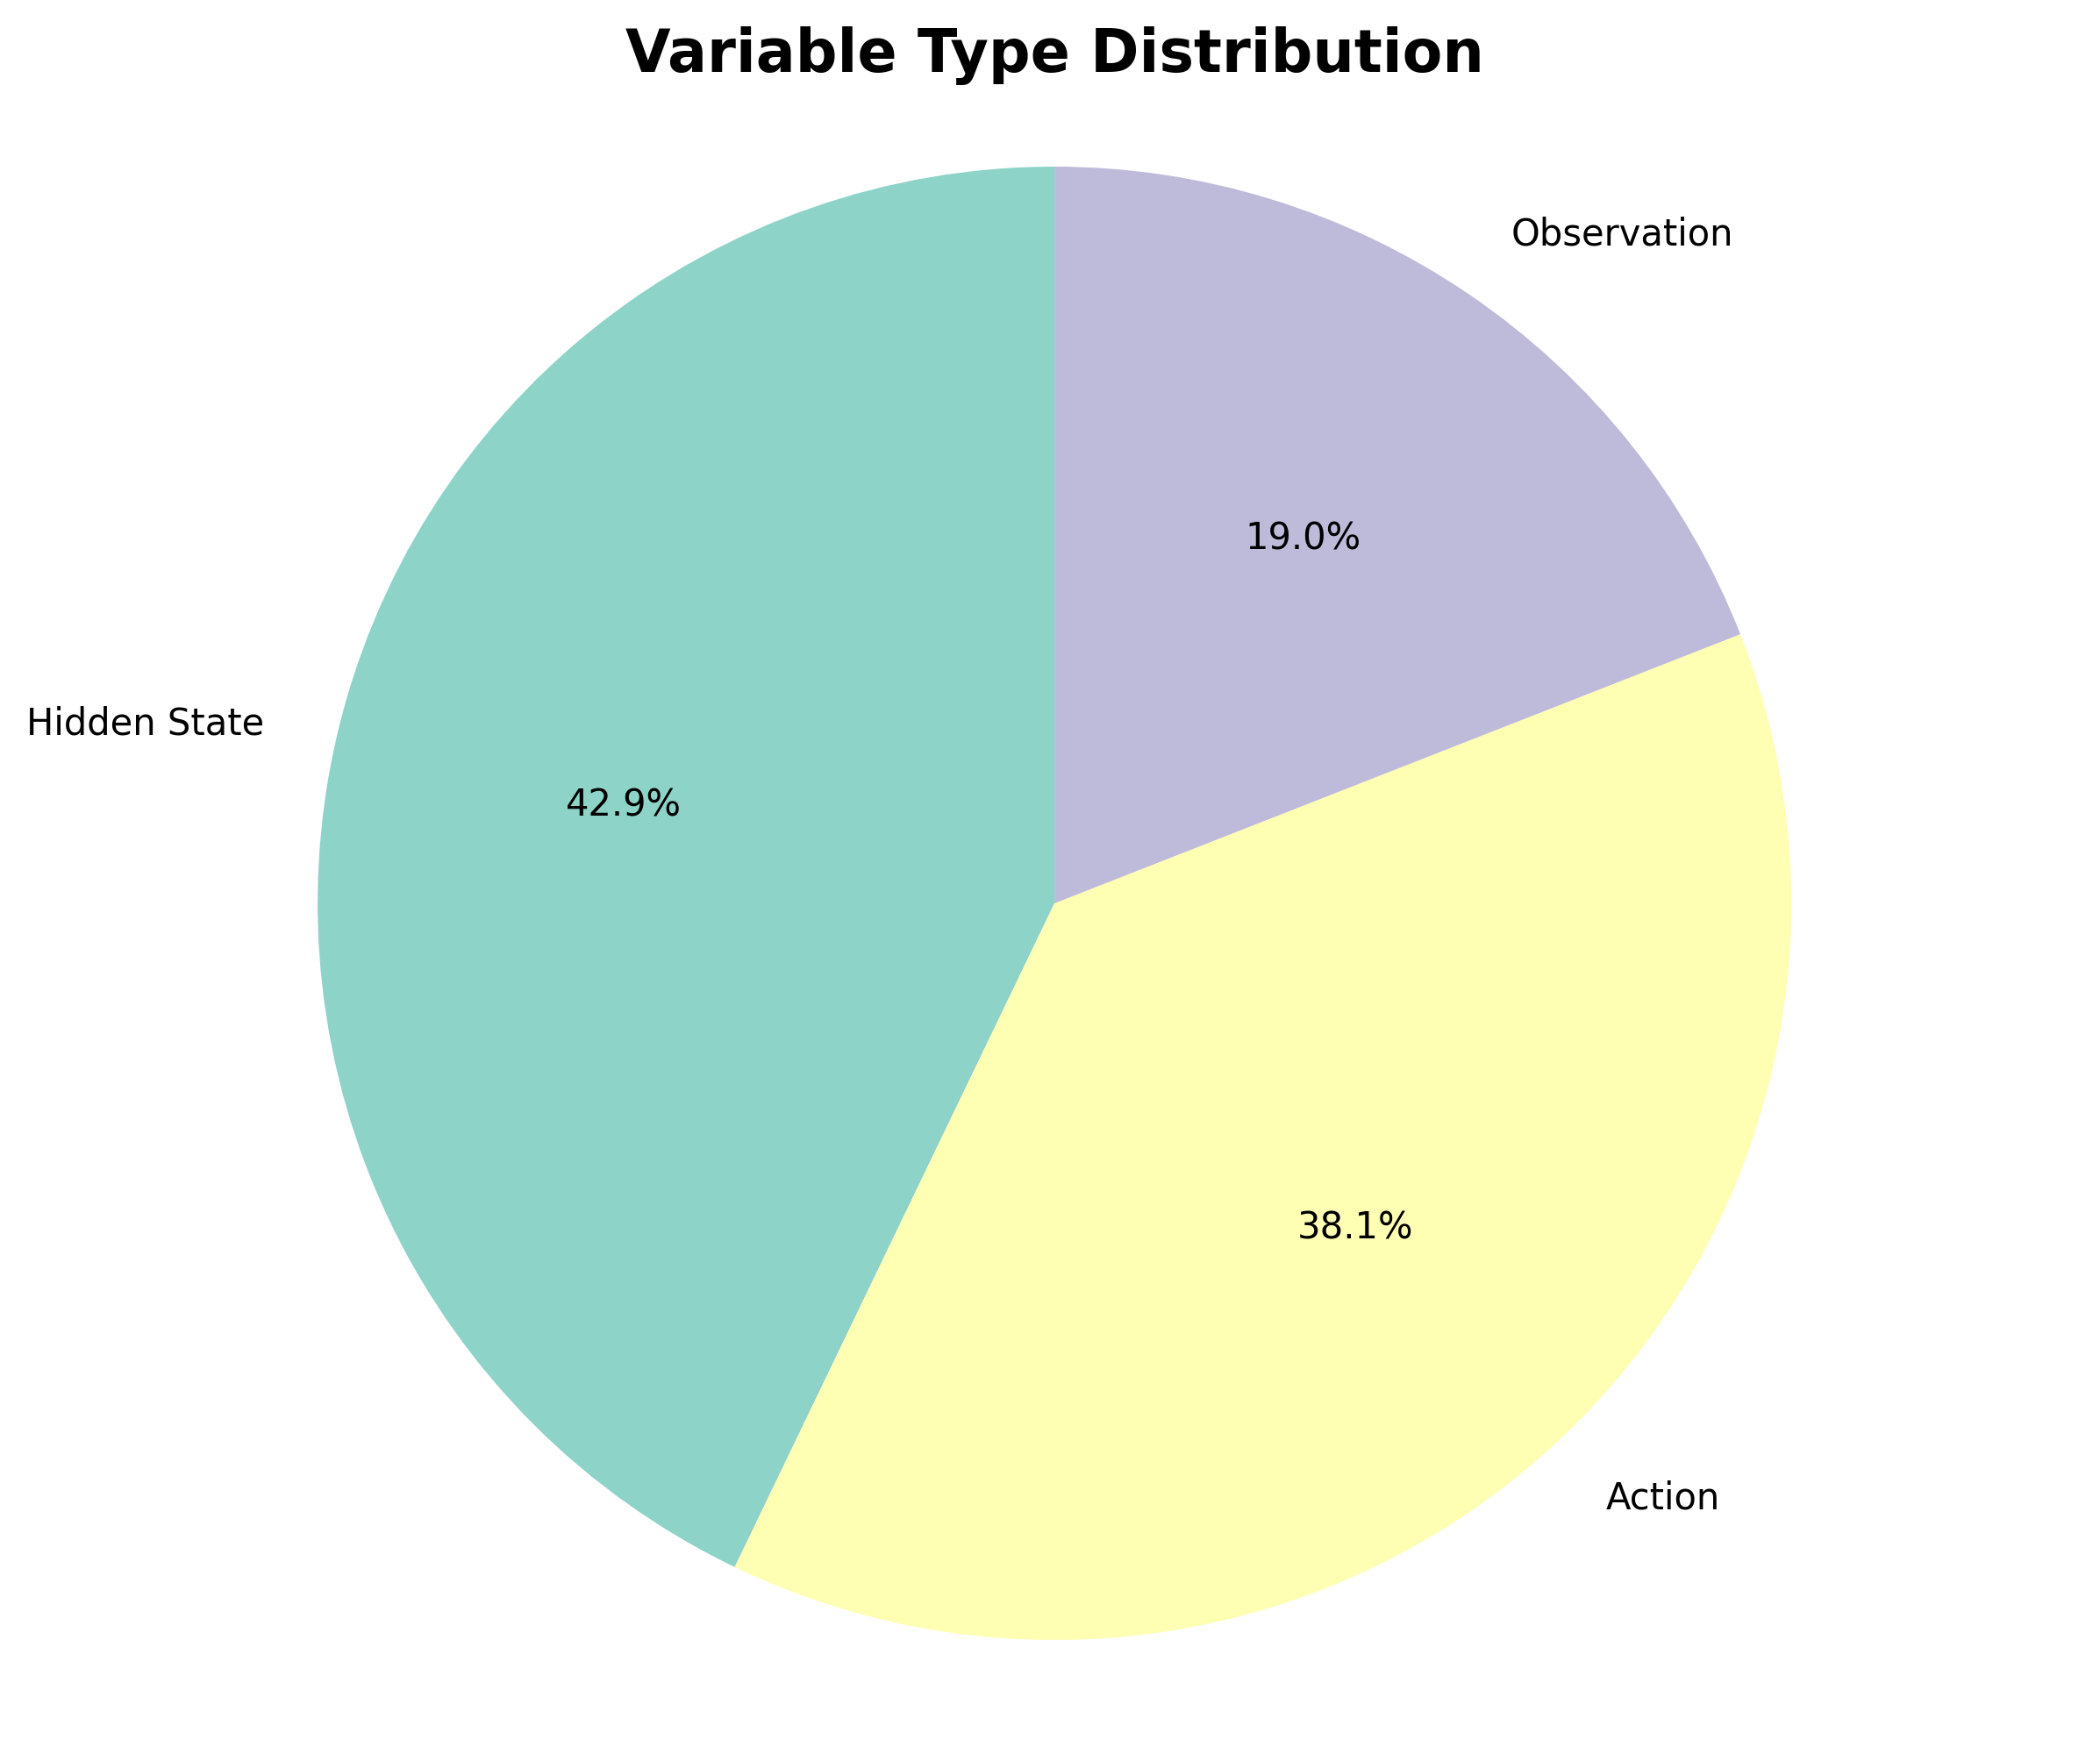 Variable Type Distribution
Observation
19.0%
Hidden State
42.9%
38.1%
Action